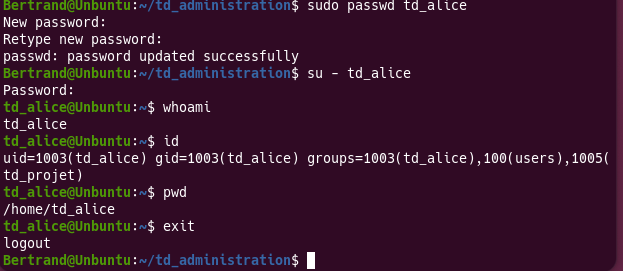 Bertrand@Unbuntu:~/td_administration$ sudo passwd td_alice
New password:
Retype new password:
passwd: password updated successfully
Bertrand@Unbuntu:~/td_administration$ su - td_alice
Password:
td_alice@Unbuntu:~$ whoami
td_alice
td_alice@Unbuntu:~$ id
uid=1003(td_alice) gid=1003(td_alice) groups=1003(td_alice),100(users),1005(
td_projet)
td_alice@Unbuntu:~$ pwd
/home/td_alice
td_alice@Unbuntu:~$ exit
logout
Bertrand@Unbuntu:~/td_administration$